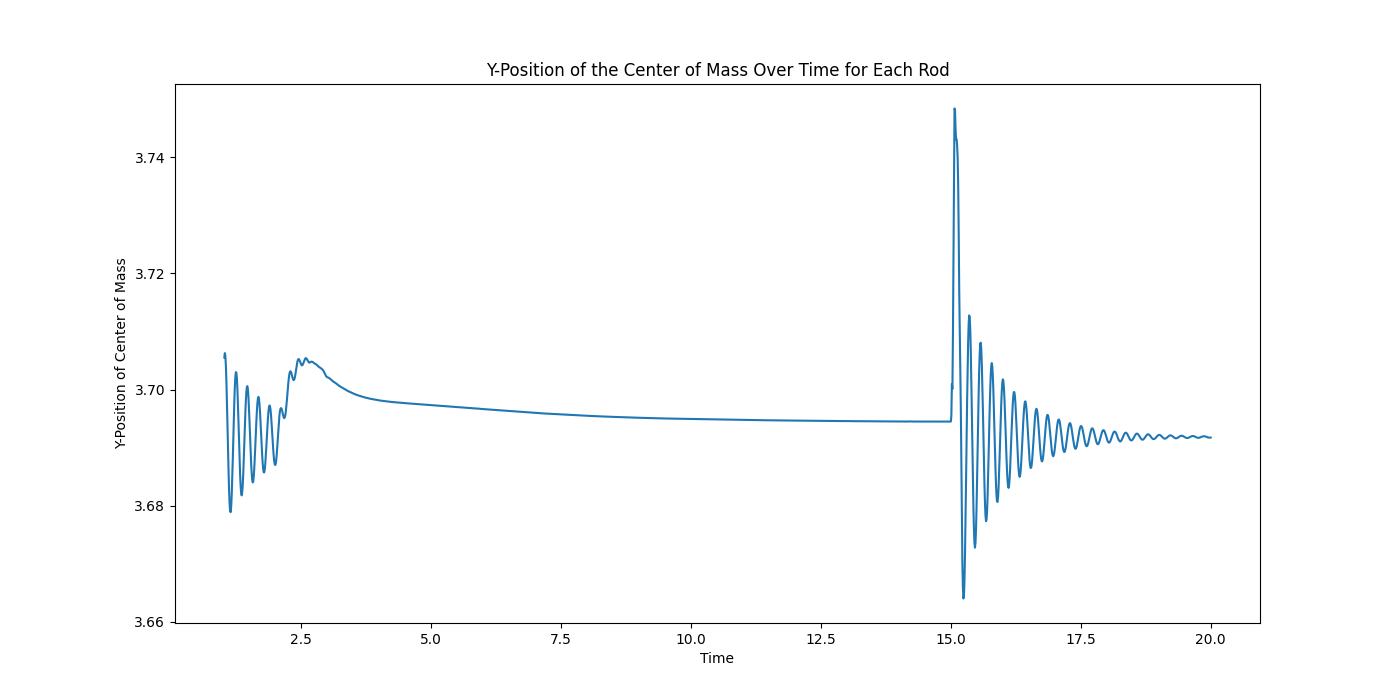 Y-Position of the Center of Mass Over Time for Each Rod
Y-Position of Center of Mass
3.74
3.72
3.70
3.68
3.66
2.5 5.0 7.5 10.0 12.5 15.0 17.5 20.0
Time